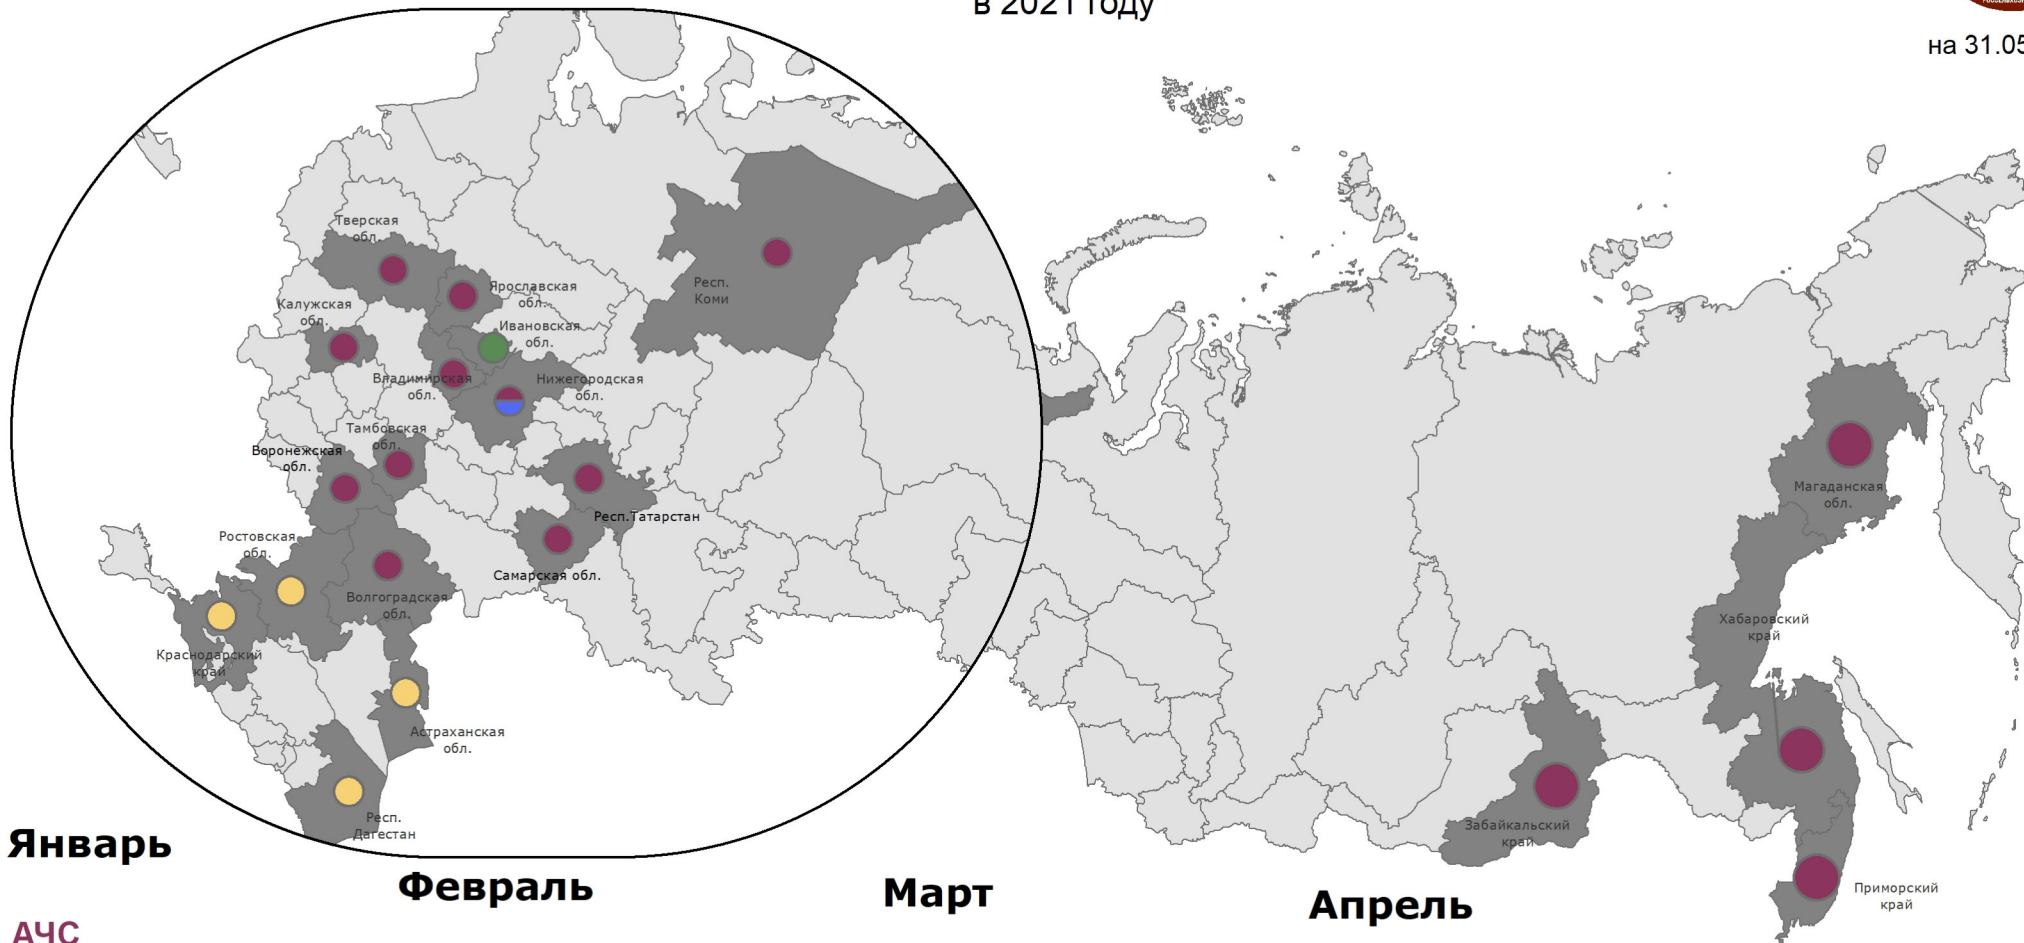 в 2021 году
на 31.05
Тверская
обл.
Ярославская
обл.
Респ.
Коми
Калужская
обл.
Ивановская
обл.
Владимирская
обл.
Нижегородская
обл.
Тамбовская
обл.
Воронежская
обл.
Магаданская
обл.
Респ.Татарстан
Ростовская
обл.
Самарская обл.
Волгоградская
обл.
Хабаровский
край
Краснодарский
край
Астраханская
обл.
Респ.
Дагестан
Забайкальский
край
Приморский
край
Январь
Февраль
Март
Апрель
АЧС